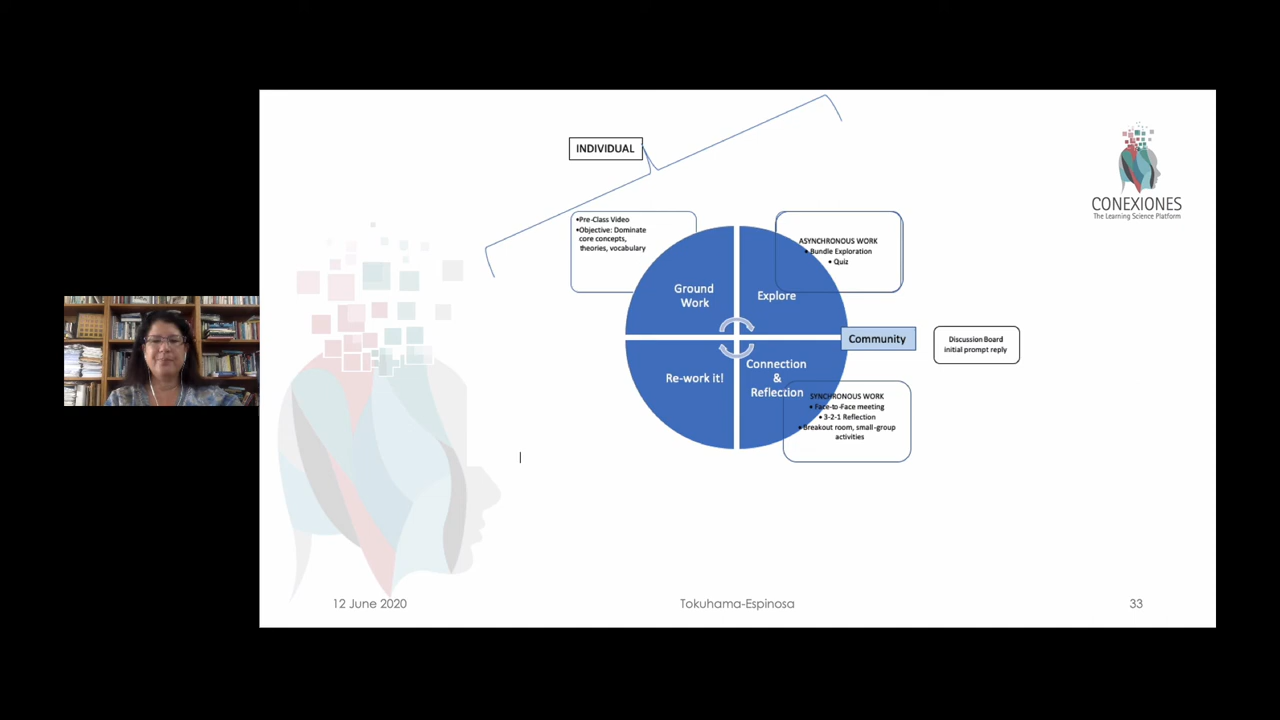 INDIVIDUAL
CONEXIONES
The Learning Science Platform
•Pre-Class Video
•Objective: Dominate
core concepts,
theories, vocabulary
ASYNCHRONOUS WORK
• Bundle Exploration
• Quiz
Ground
Work
Explore
Community
Discussion Board
initial prompt reply
Re-work it!
Connection
&
Reflection
SYNCHRONOUS WORK
• Face-to-Face meeting
• 3-2-1 Reflection
• Breakout room, small-group
activities
12 June 2020
Tokuhama-Espinosa
33